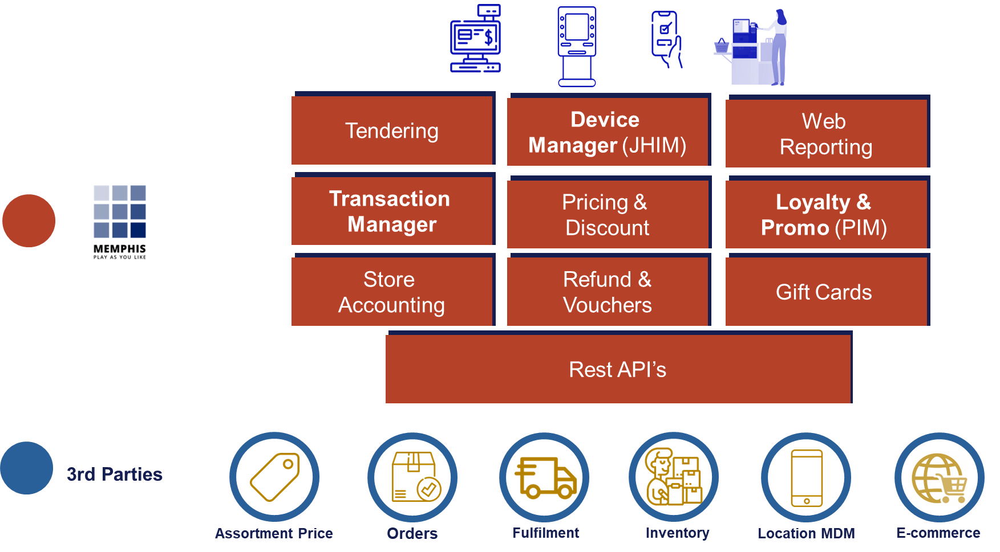 $
Tendering
Device
Manager (JHIM)
Web
Reporting
Transaction
Manager
Pricing &
Discount
Loyalty &
Promo (PIM)
MEMPHIS
PLAY AS YOU LIKE
Store
Accounting
Refund &
Vouchers
Gift Cards
Rest API’s
3rd Parties
Assortment Price
Orders
Fulfilment
Inventory
Location MDM
E-commerce